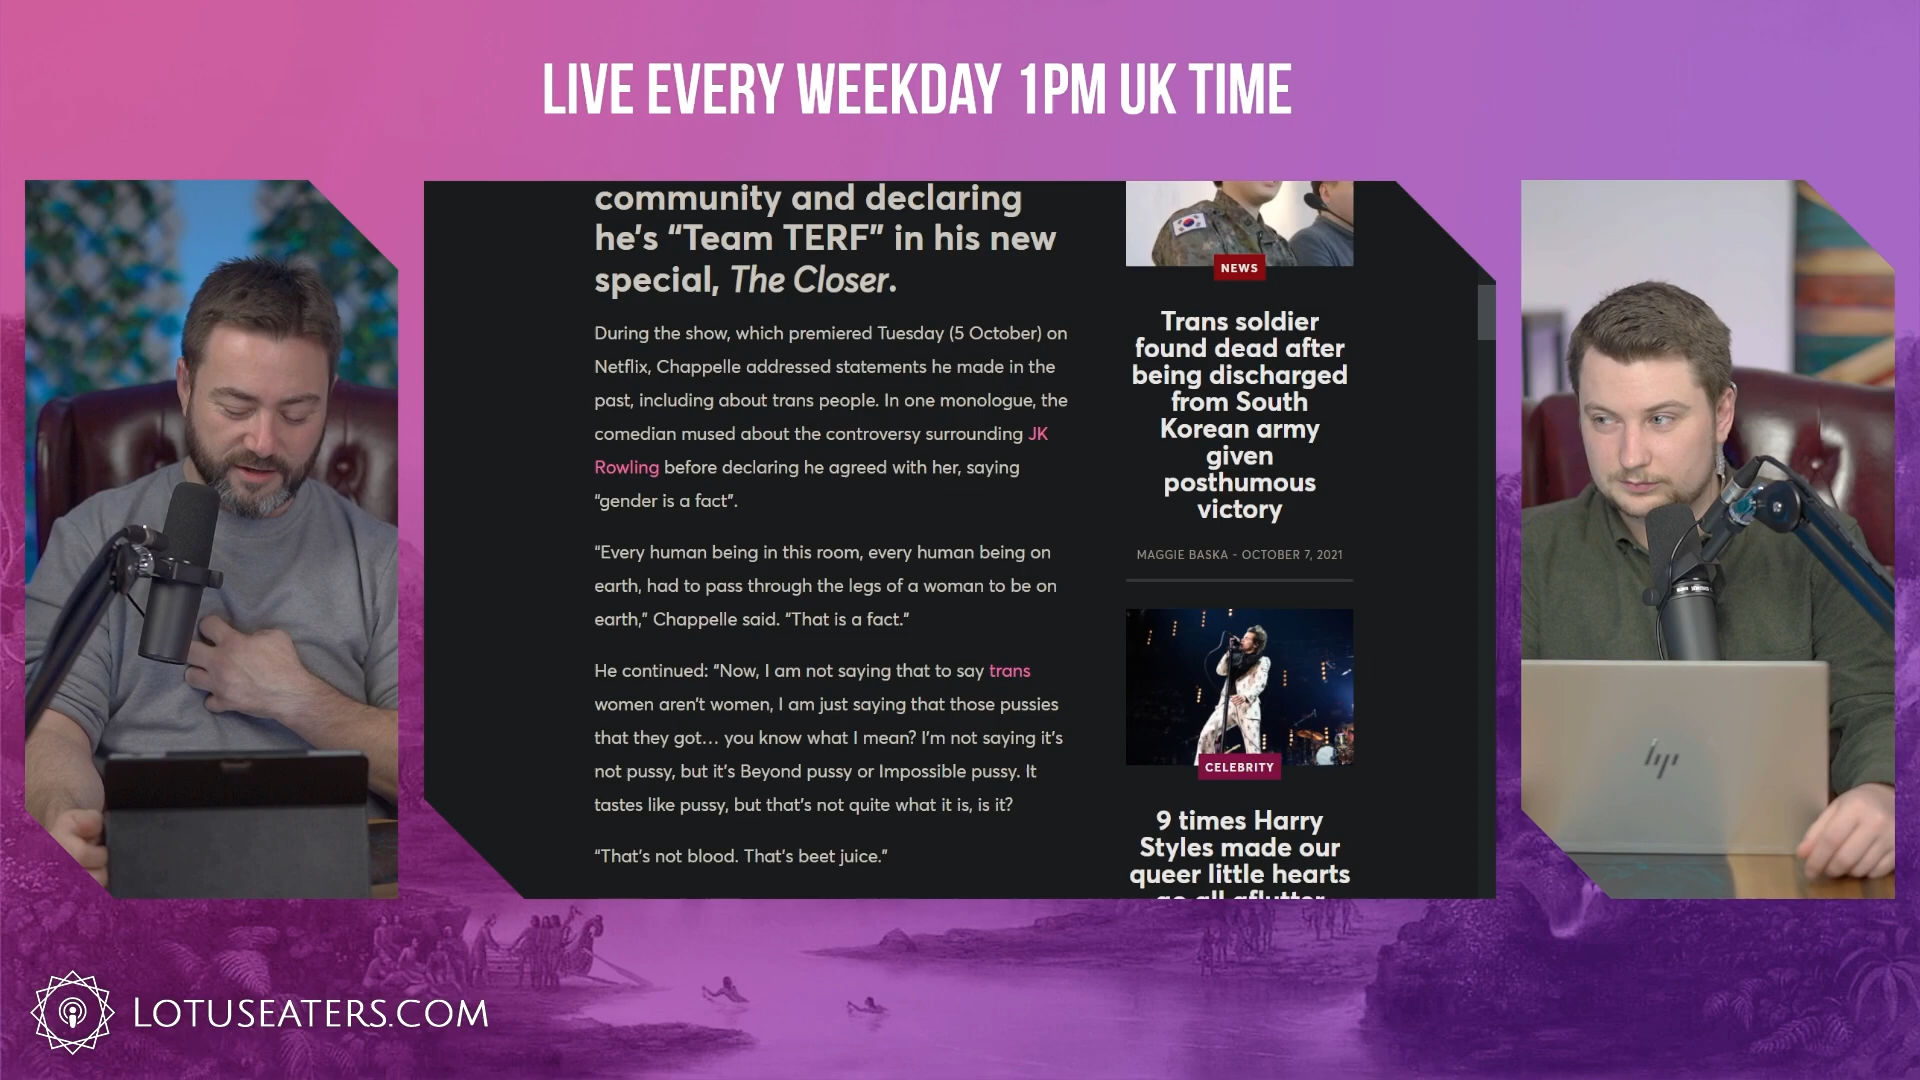 LIVE EVERY WEEKDAY 1PM UK TIME
community and declaring
he's “Team TERF” in his new
special, The Closer.
During the show, which premiered Tuesday (5 October) on
Netflix, Chappelle addressed statements he made in the
past, including about trans people. In one monologue, the
comedian mused about the controversy surrounding JK
Rowling before declaring he agreed with her, saying
“gender is a fact”.
“Every human being in this room, every human being on
earth, had to pass through the legs of a woman to be on
earth,” Chappelle said. “That is a fact.”
He continued: “Now, I am not saying that to say trans
women aren't women, I am just saying that those pussies
that they got... you know what I mean? I'm not saying it's
not pussy, but it's Beyond pussy or Impossible pussy. It
tastes like pussy, but that's not quite what it is, is it?
“That's not blood. That's beet juice.”
NEWS
Trans soldier
found dead after
being discharged
from South
Korean army
given
posthumous
victory
MAGGIE BASKA - OCTOBER 7, 2021
CELEBRITY
9 times Harry
Styles made our
queer little hearts
go all aflutter
hp
LOTUSEATERS.COM